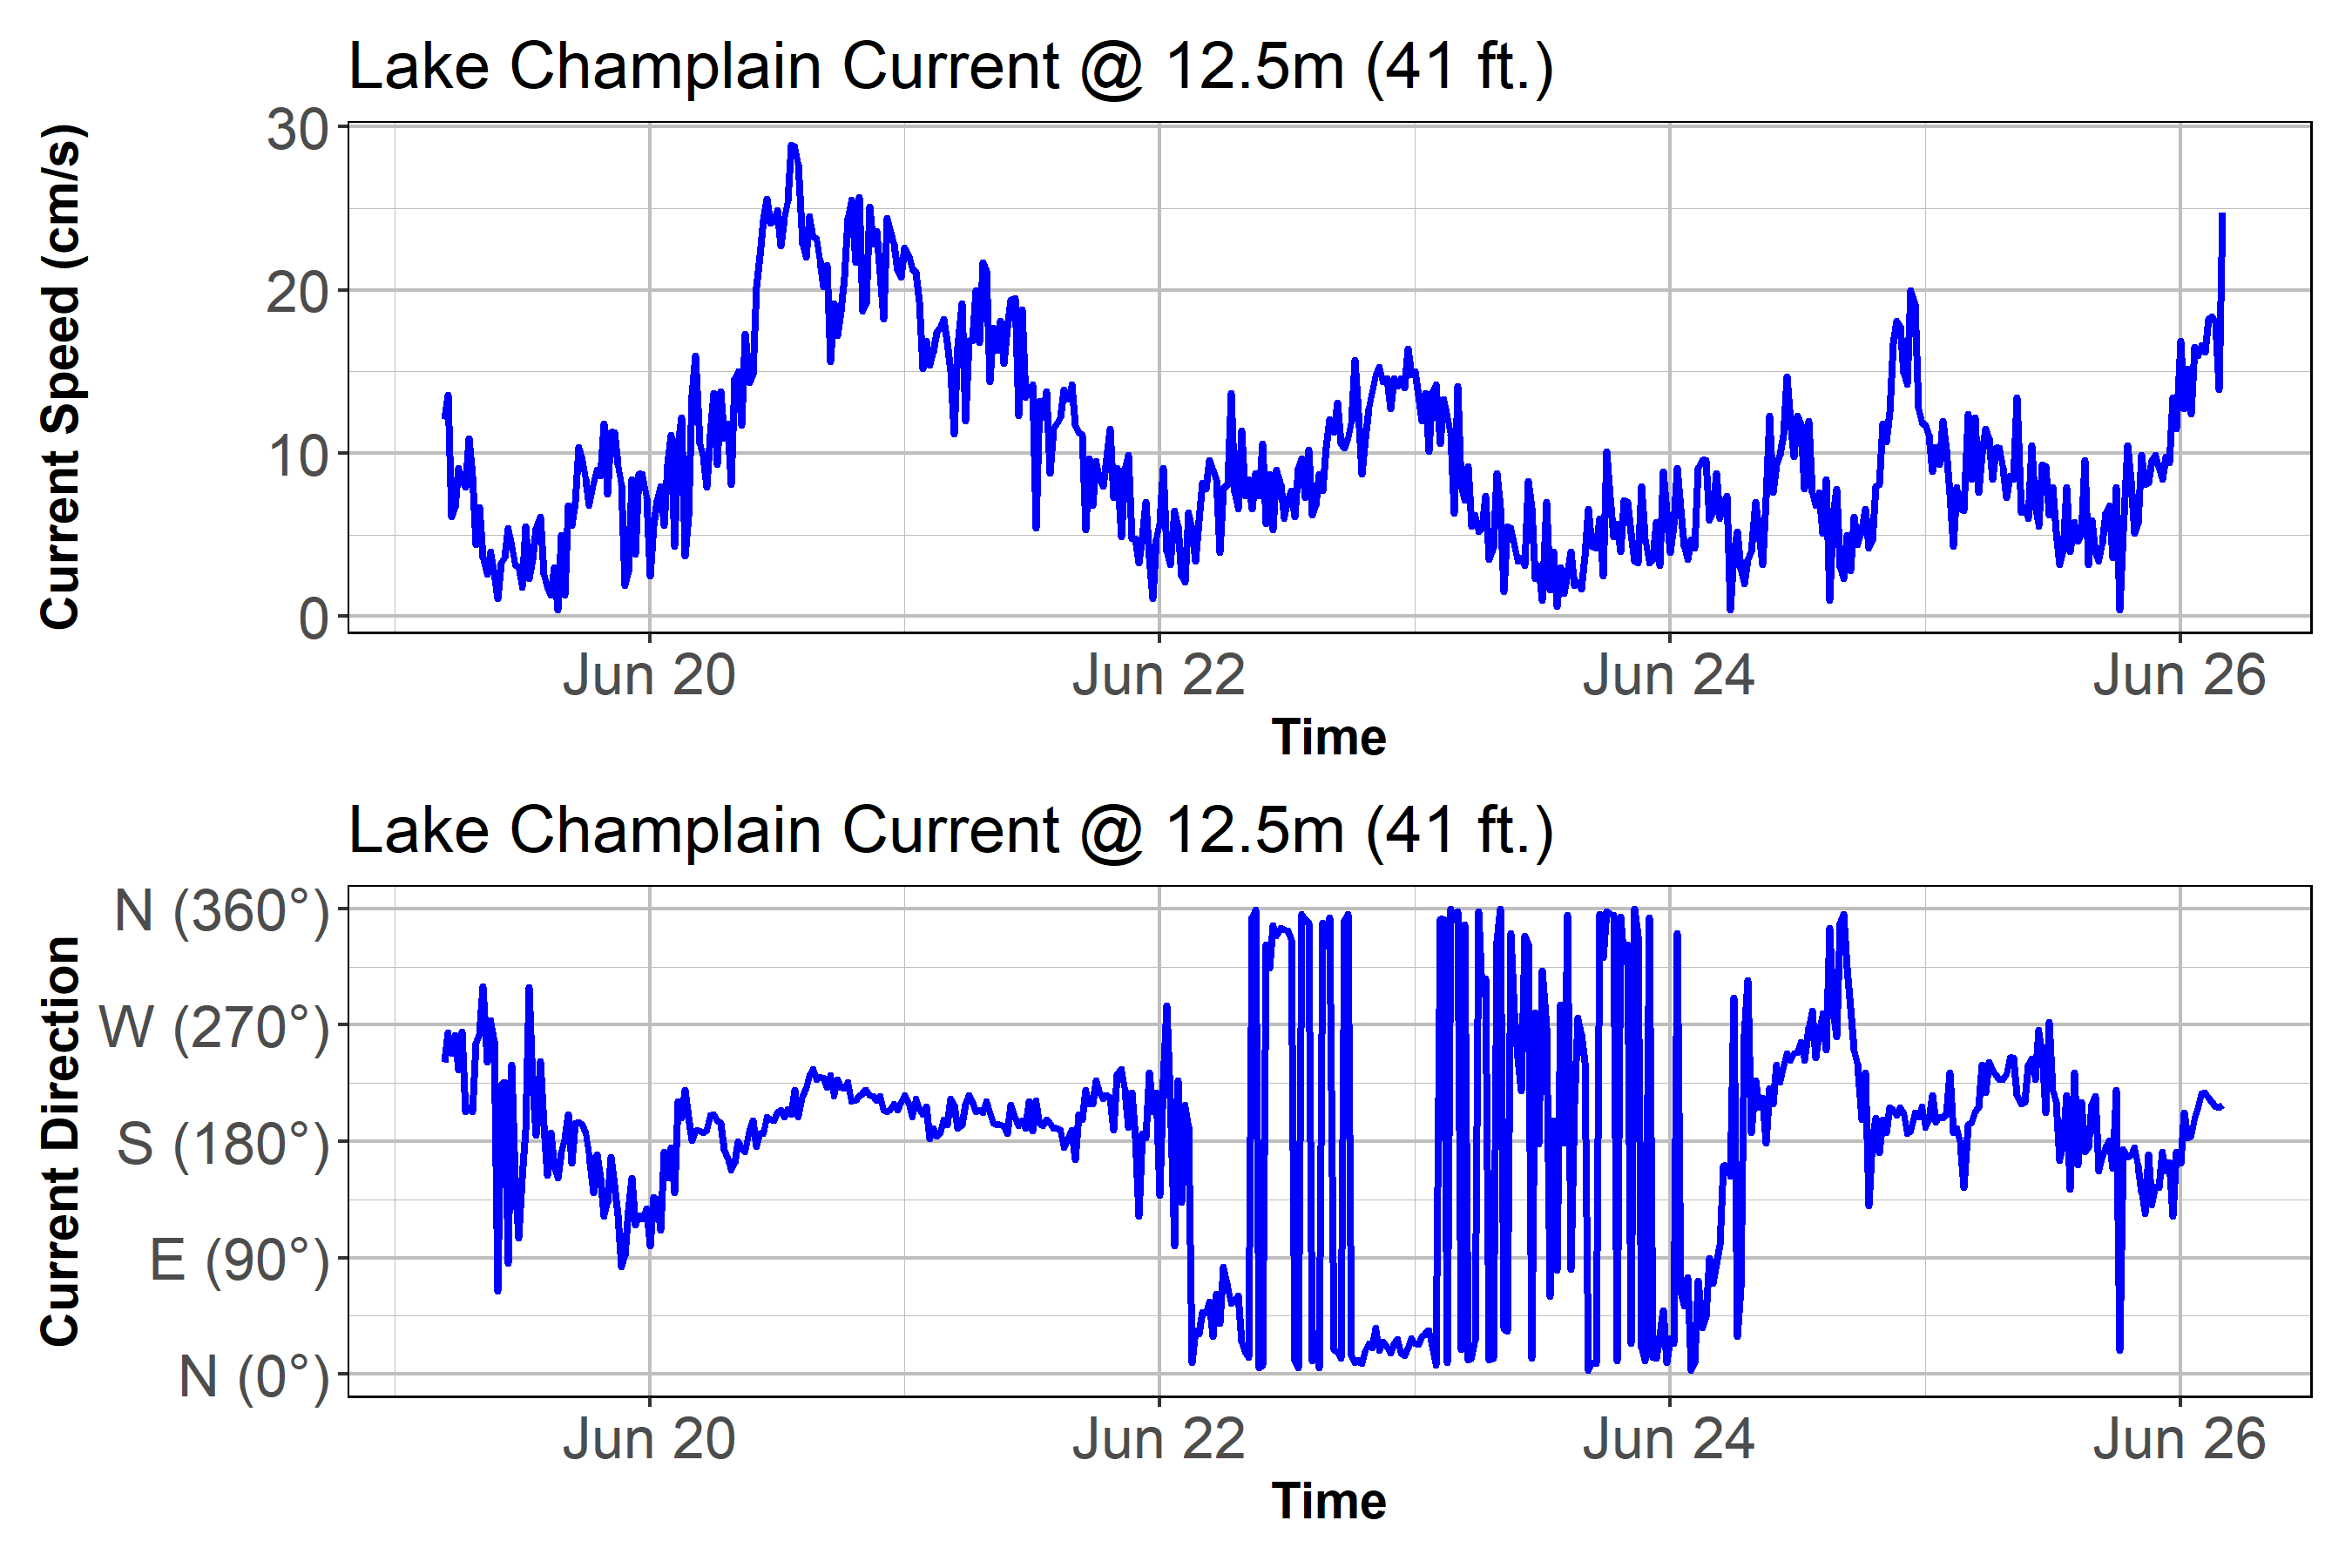 Lake Champlain Current @ 12.5m (41 ft.)
Current Speed (cm/s)
30
20
10
0
Jun 20 Jun 22 Jun 24 Jun 26
Time
Lake Champlain Current @ 12.5m (41 ft.)
Current Direction
N (360°)
W (270°)
S (180°)
E (90°)
N (0°)
Jun 20 Jun 22 Jun 24 Jun 26
Time